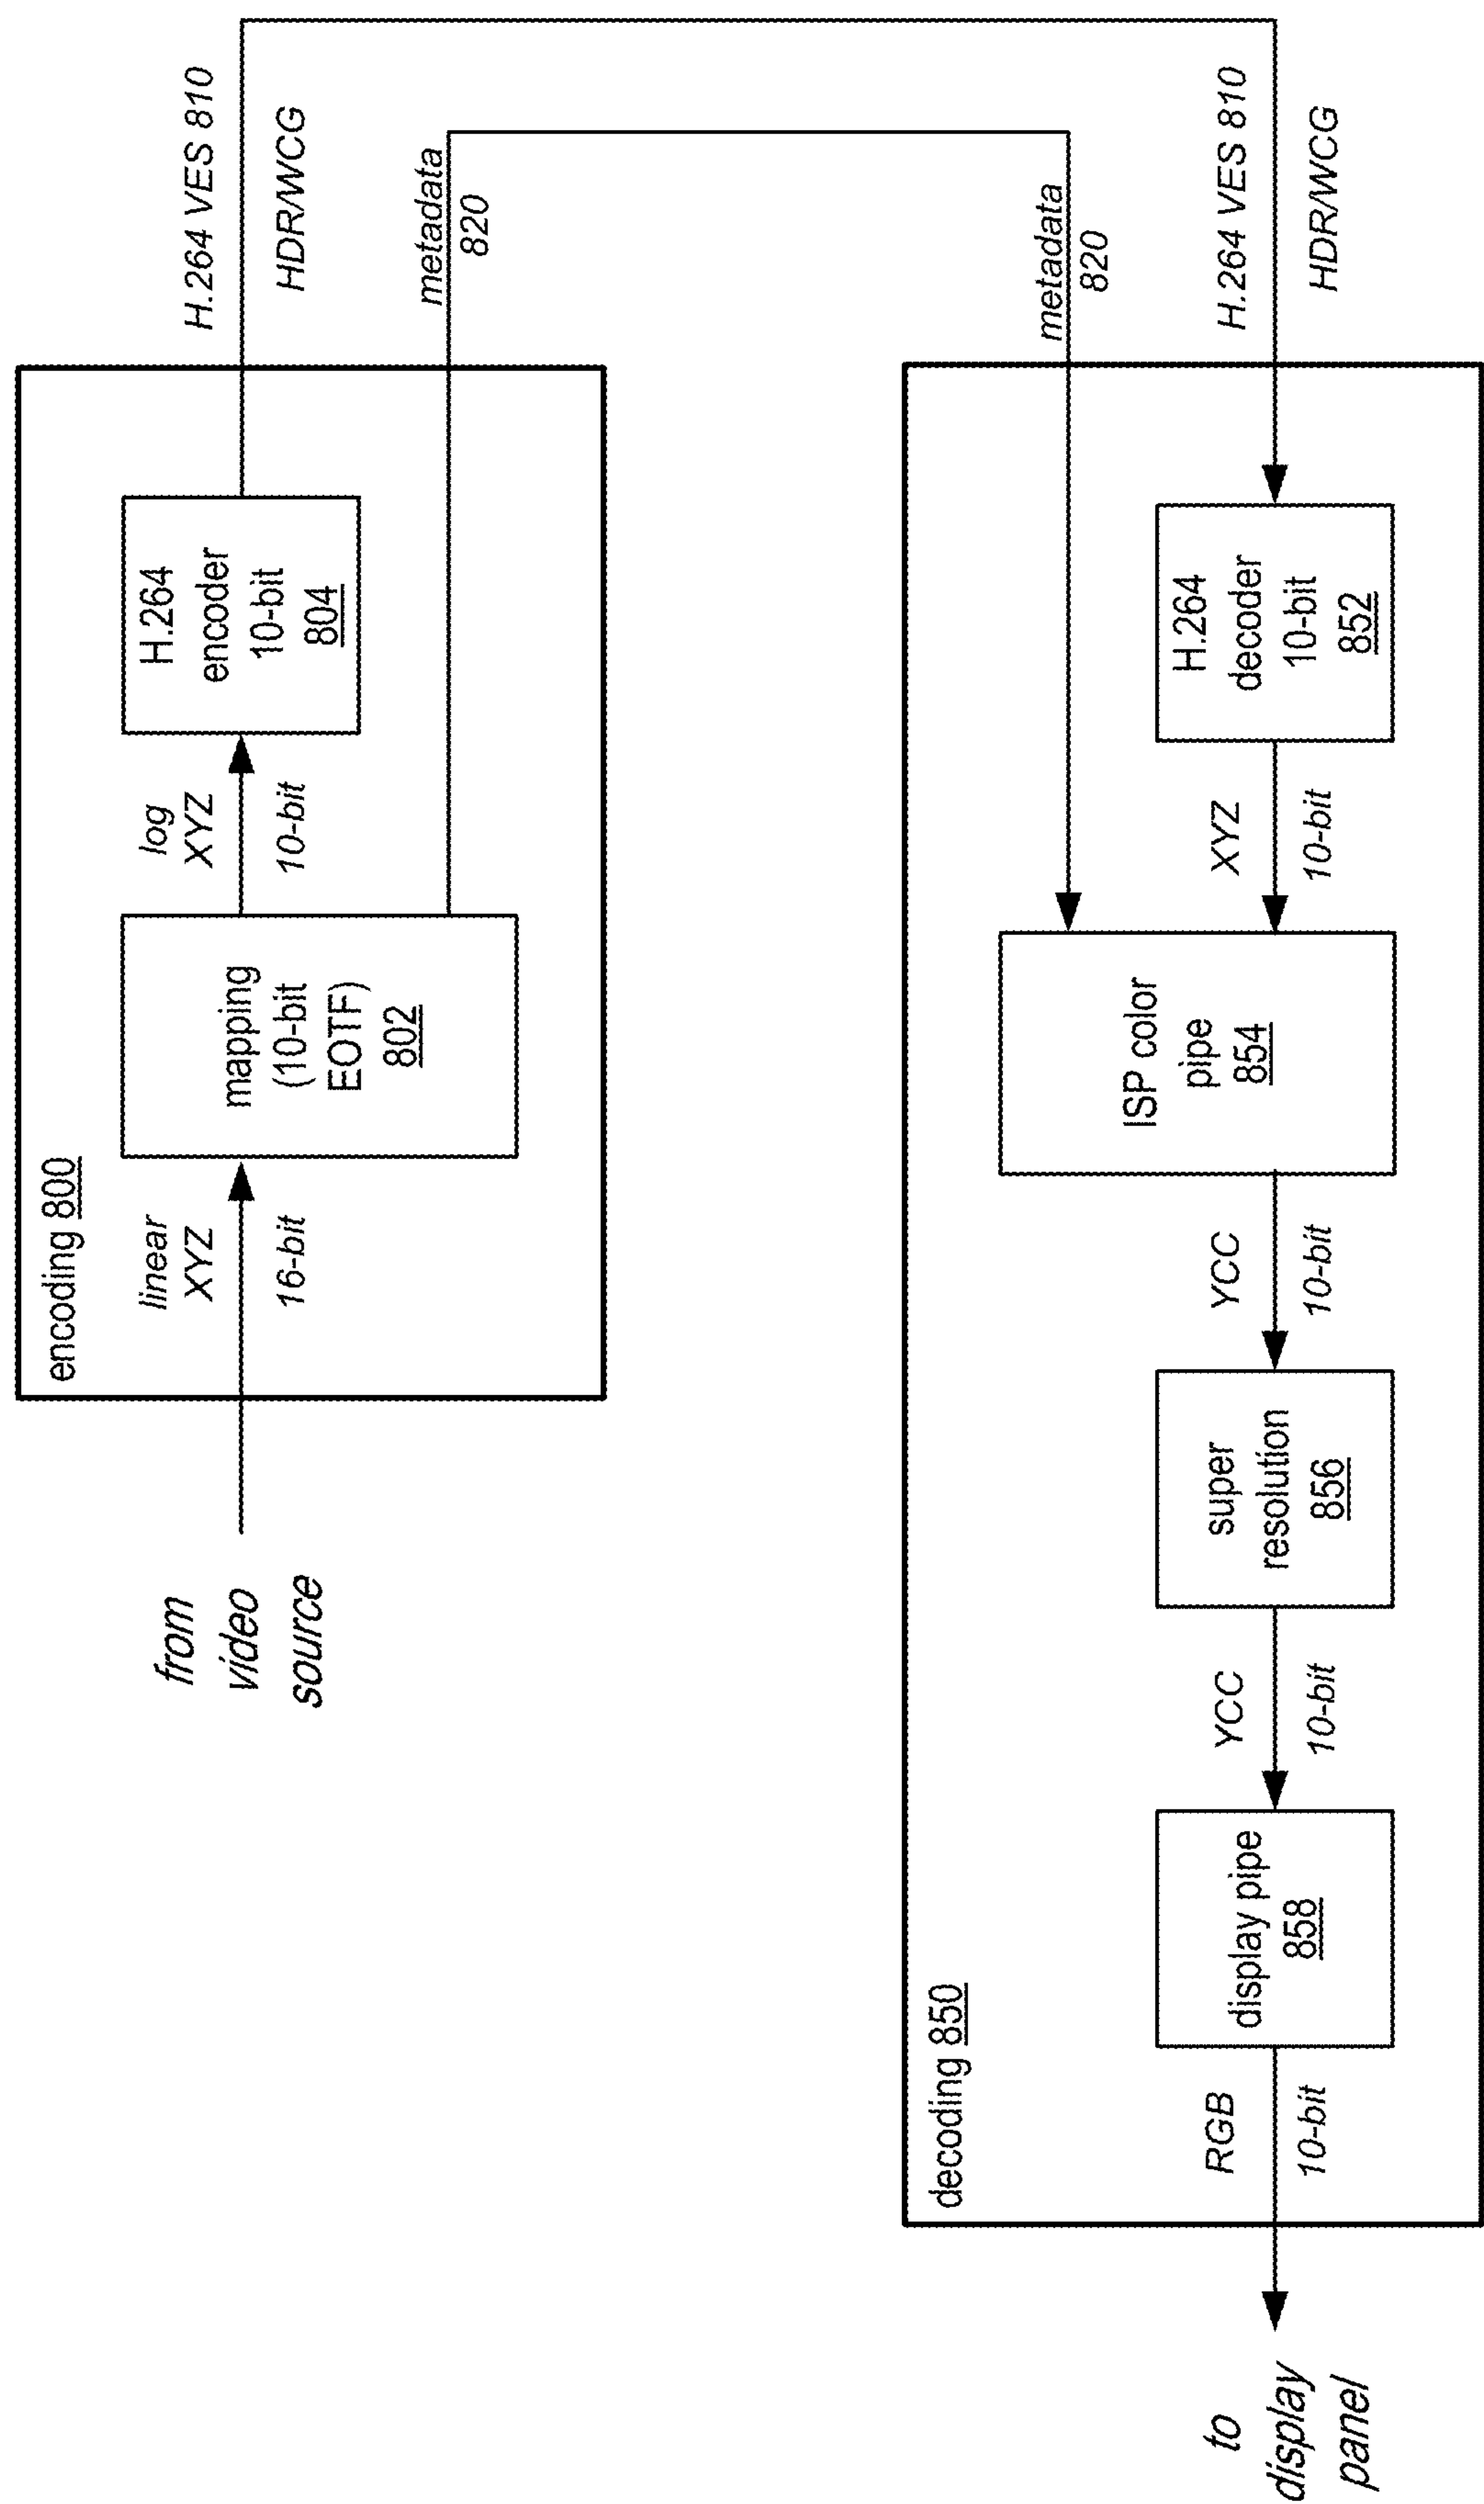 encoding 800
from
video
source
linear
XYZ
16-bit
mapping
(10-bit
EOTF)
802
log
XYZ
10-bit
H.264
encoder
10-bit
804
H.264 VES 810
HDR/WCG
metadata
820
decoding 850
to
display
panel
RGB
10-bit
display pipe
858
YCC
10-bit
super
resolution
856
YCC
10-bit
ISP color
pipe
854
XYZ
10-bit
H.264
decoder
10-bit
852
metadata
820
H.264 VES 810
HDR/WCG